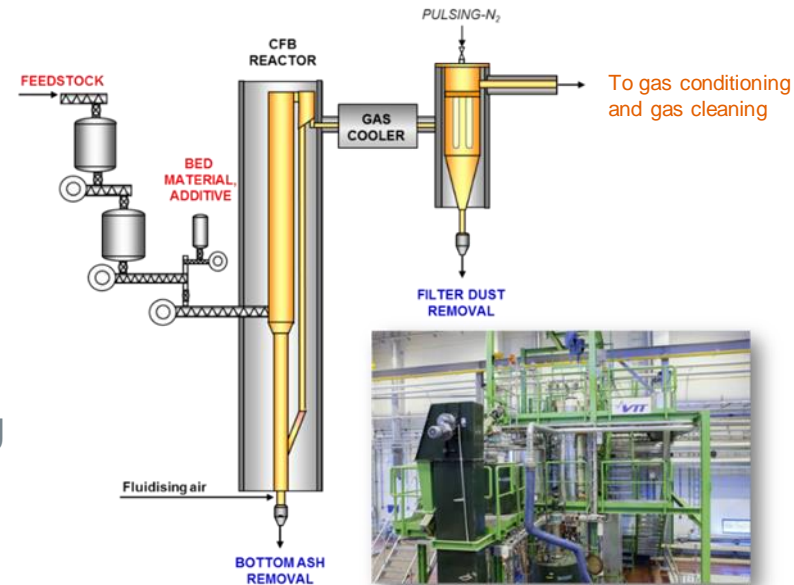 PULSING-N₂
CFB
REACTOR
FEEDSTOCK
GAS
COOLER
To gas conditioning
and gas cleaning
BED
MATERIAL,
ADDITIVE
FILTER DUST
REMOVAL
VTT
g
Fluidising air
BOTTOM ASH
REMOVAL